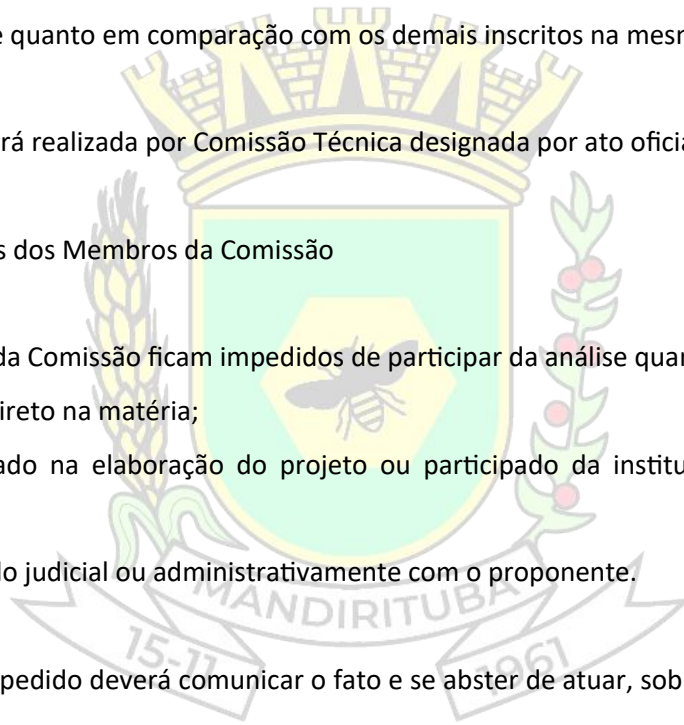 e quanto em comparação com os demais inscritos na mesn
rá realizada por Comissão Técnica designada por ato oficia
s dos Membros da Comissão
da Comissão ficam impedidos de participar da análise quan
ireto na matéria;
ado na elaboração do projeto ou participado da institu
lo judicial ou administrativamente com o proponente.
MANDIRITUBA
15-11 1961
pedido deverá comunicar o fato e se abster de atuar, sob